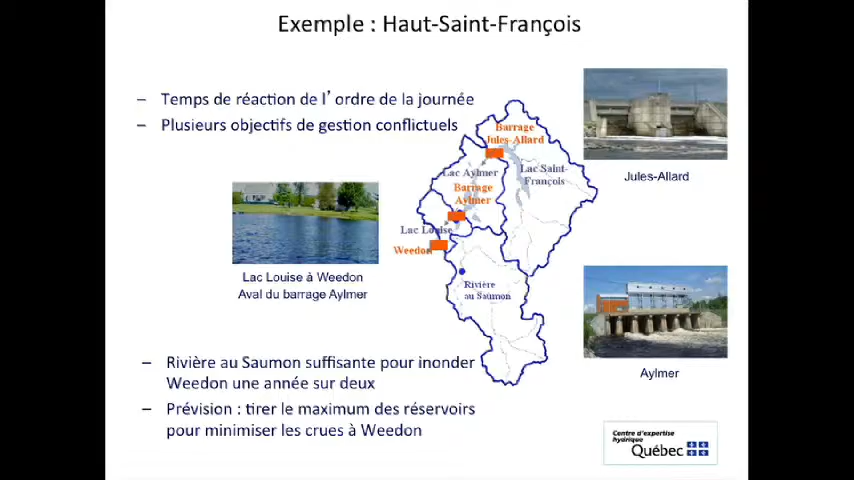 Exemple : Haut-Saint-François
– Temps de réaction de l’ordre de la journée
– Plusieurs objectifs de gestion conflictuels
Barrage
Jules-Allard
Lac Saint-
François
Lac Aylmer
Barrage
Aylmer
Lac Louise
Weedon
Rivière
au Saumon
Jules-Allard
Lac Louise à Weedon
Aval du barrage Aylmer
Aylmer
– Rivière au Saumon suffisante pour inonder
Weedon une année sur deux
– Prévision : tirer le maximum des réservoirs
pour minimiser les crues à Weedon
Centre d'expertise
hydrique
Québec